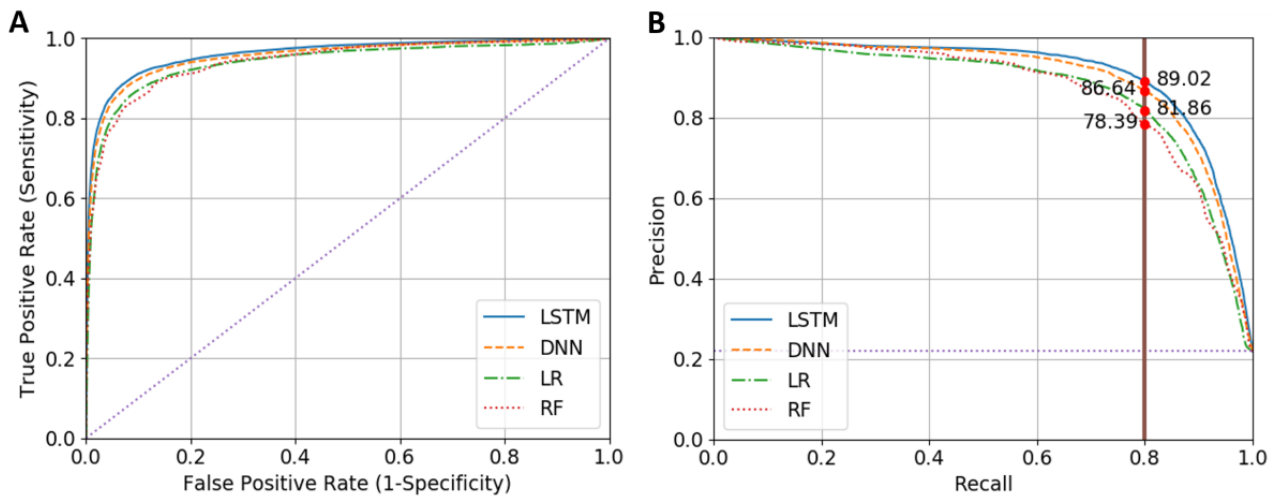 A
True Positive Rate (Sensitivity)
1.0
0.8
0.6
0.4
0.2
0.0
0.0 0.2 0.4 0.6 0.8 1.0
False Positive Rate (1-Specificity)
LSTM
DNN
LR
RF
B
Precision
1.0
0.8
0.6
0.4
0.2
0.0
0.0 0.2 0.4 0.6 0.8 1.0
Recall
89.02
86.64
81.86
78.39
LSTM
DNN
LR
RF